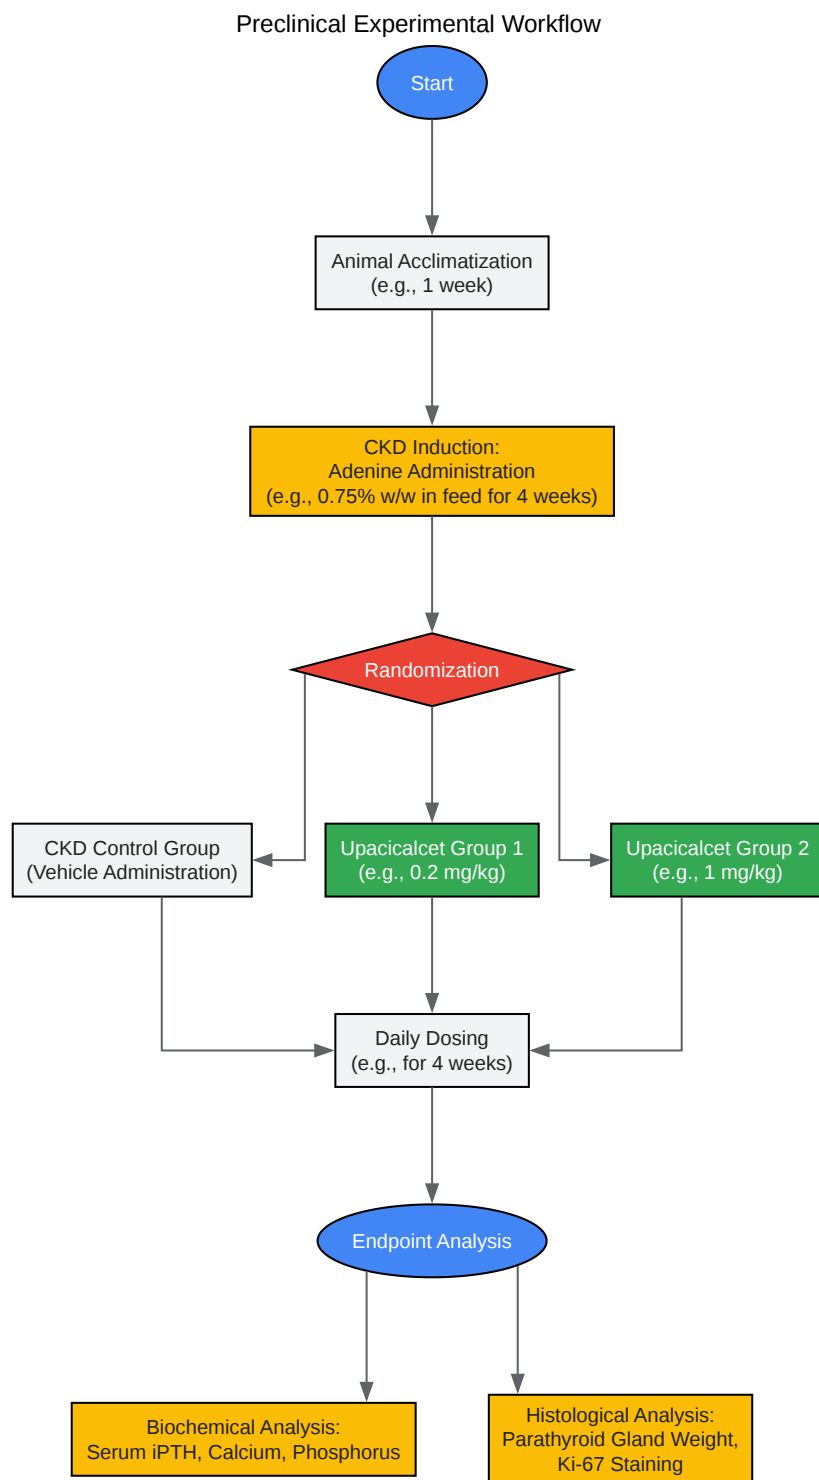 Preclinical Experimental Workflow
Start
Animal Acclimatization
(e.g., 1 week)
CKD Induction:
Adenine Administration
(e.g., 0.75% w/w in feed for 4 weeks)
Randomization
CKD Control Group
(Vehicle Administration)
Upacicalcet Group 1
(e.g., 0.2 mg/kg)
Upacicalcet Group 2
(e.g., 1 mg/kg)
Daily Dosing
(e.g., for 4 weeks)
Endpoint Analysis
Biochemical Analysis:
Serum iPTH, Calcium, Phosphorus
Histological Analysis:
Parathyroid Gland Weight,
Ki-67 Staining